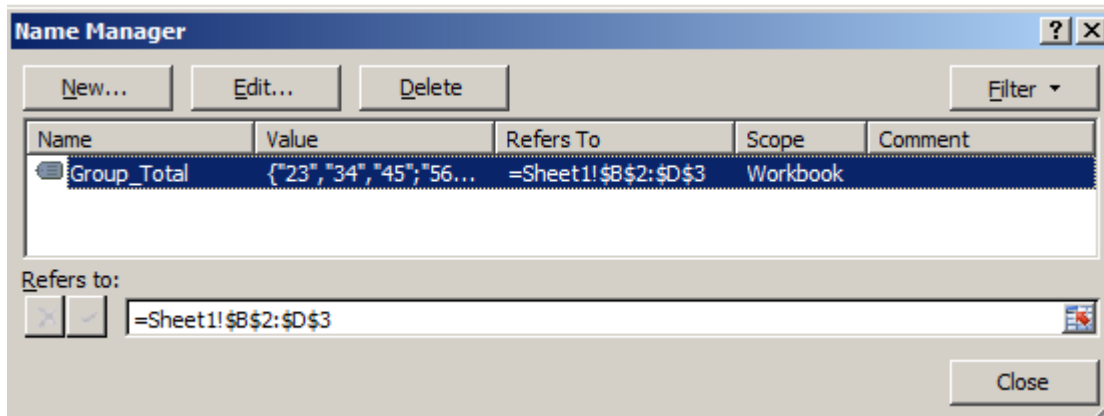 Name Manager
New... Edit... Delete Filter
Name Value Refers To Scope Comment
Group_Total {"23","34","45";"56... =Sheet1!$B$2:$D$3 Workbook
Refers to:
=Sheet1!$B$2:$D$3
Close